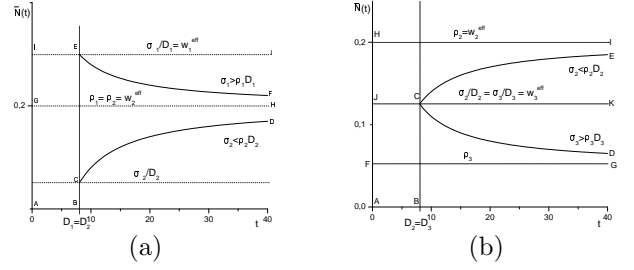 N̄(t)
I
E
σ₁/D₁ = w₁ᵉᶠᶠ
σ₁>ρ₁D₁
F
0,2
G
ρ₁= ρ₂= w₂ᵉᶠᶠ
H
D
σ₂<ρ₂D₂
C
σ₂/D₂
A
B
0
10
20
30
40
D₁=D₂
t
(a)
N̄(t)
H
ρ₂=w₂ᵉᶠᶠ
I
0,2
E
σ₂<ρ₂D₂
J
C
σ₂/D₂ = σ₃/D₃ = w₃ᵉᶠᶠ
K
0,1
σ₃>ρ₃D₃
D
F
ρ₃
G
A
B
0,0
0
10
20
30
40
D₂=D₃
t
(b)